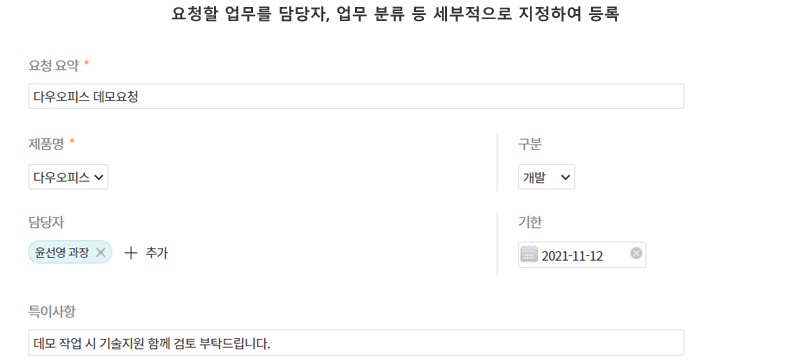 요청할 업무를 담당자, 업무 분류 등 세부적으로 지정하여 등록
요청 요약 *
다우오피스 데모요청
제품명 * 구분
다우오피스 개발
담당자 기한
윤선영 과장 추가 2021-11-12
특이사항
데모 작업 시 기술지원 함께 검토 부탁드립니다.